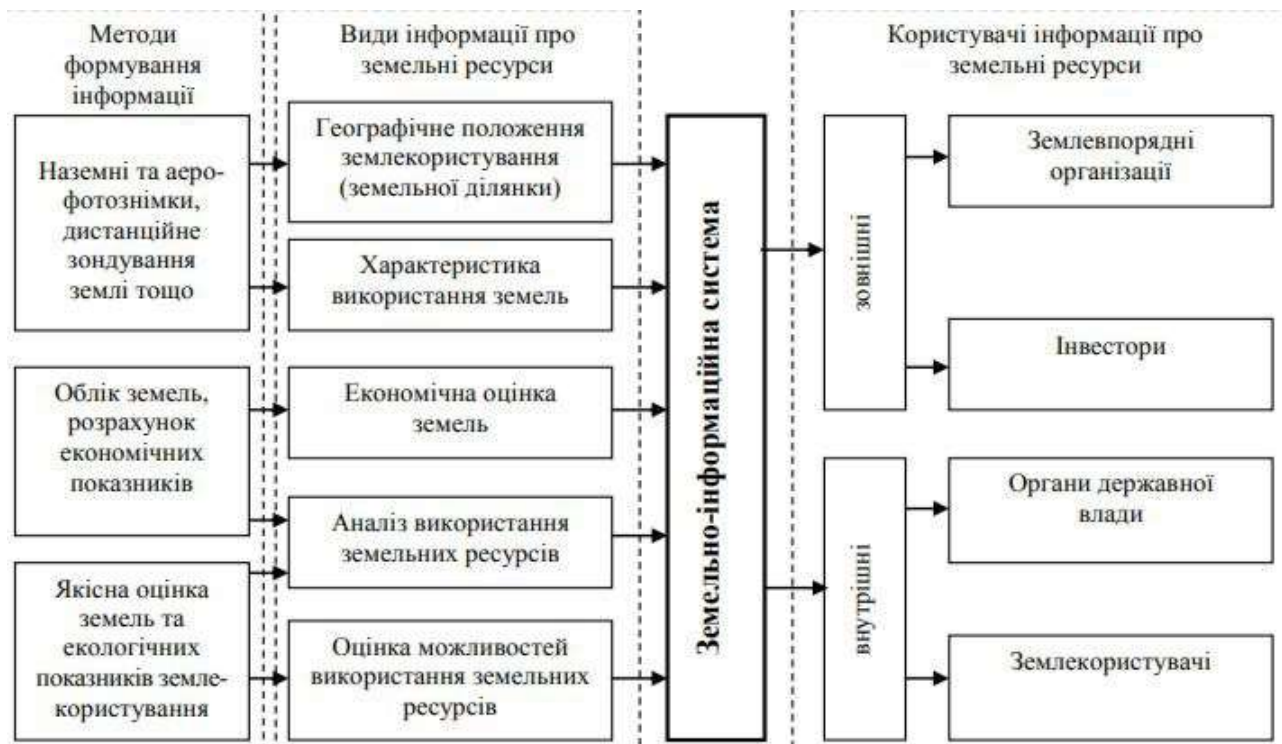 Методи
формування
інформації
Наземні та аеро-
фотознімки,
дистанційне
зондування
землі тощо
Облік земель,
розрахунок
економічних
показників
Якісна оцінка
земель та
екологічних
показників земле-
користування
Види інформації про
земельні ресурси
Географічне положення
землекористування
(земельної ділянки)
Характеристика
використання земель
Економічна оцінка
земель
Аналіз використання
земельних ресурсів
Оцінка можливостей
використання земельних
ресурсів
Земельно-інформаційна система
Користувачі інформації про
земельні ресурси
зовнішні
Землевпорядні
організації
Інвестори
внутрішні
Органи державної
влади
Землекористувачі